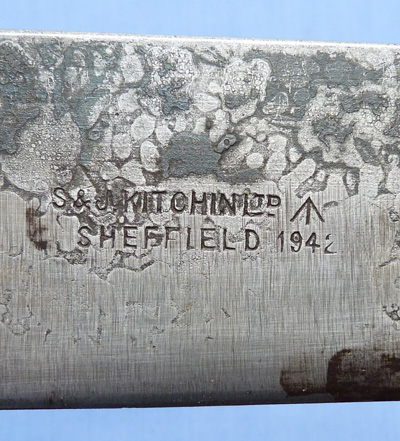 S & J. KITCHIN LTD
SHEFFIELD 1942